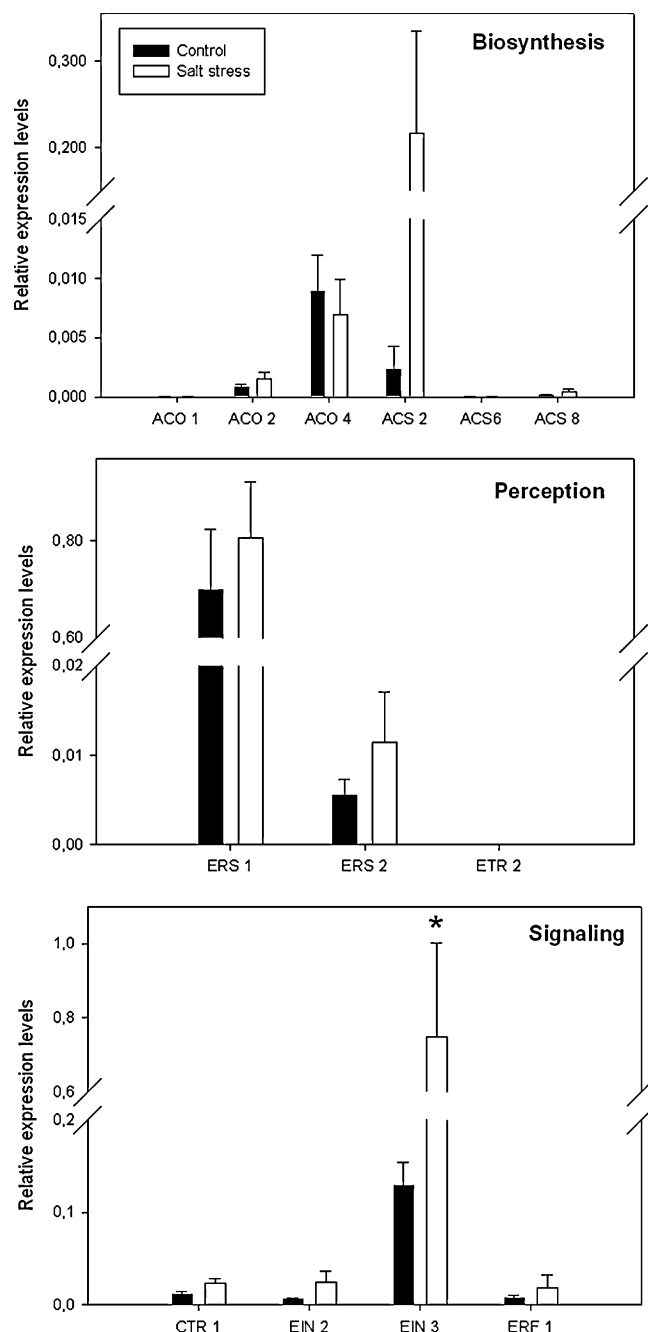 Biosynthesis
Control
Salt stress
Relative expression levels
0,300
0,200
0,015
0,010
0,005
0,000
ACO 1 ACO 2 ACO 4 ACS 2 ACS6 ACS 8
Perception
Relative expression levels
0,80
0,60
0,02
0,01
0,00
ERS 1 ERS 2 ETR 2
Signaling
*
Relative expression levels
1,0
0,8
0,6
0,2
0,1
0,0
CTR 1 EIN 2 EIN 3 ERF 1